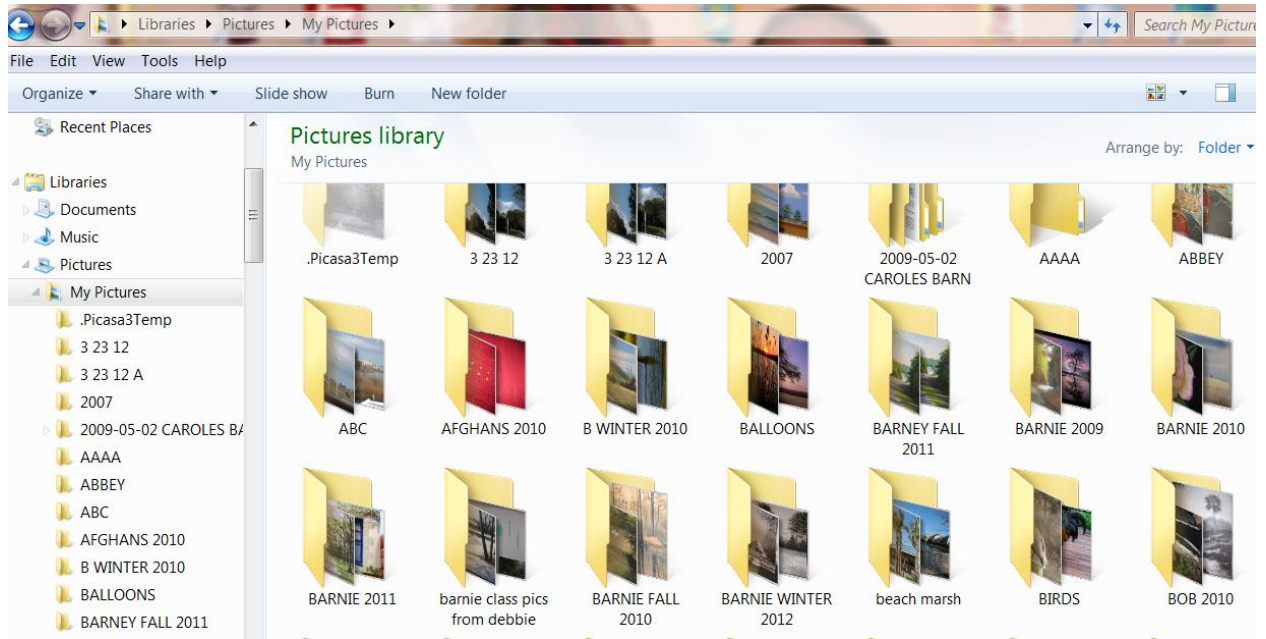 Libraries Pictures My Pictures
Search My Picture
File Edit View Tools Help
Organize Share with Slide show Burn New folder
Recent Places
Libraries
Documents
Music
Pictures
My Pictures
.Picasa3Temp
3 23 12
3 23 12 A
2007
2009-05-02 CAROLES BA
AAAA
ABBEY
ABC
AFGHANS 2010
B WINTER 2010
BALLOONS
BARNEY FALL 2011
Pictures library
My Pictures
Arrange by: Folder
.Picasa3Temp
3 23 12
3 23 12 A
2007
2009-05-02
CAROLES BARN
AAAA
ABBEY
ABC
AFGHANS 2010
B WINTER 2010
BALLOONS
BARNEY FALL
2011
BARNIE 2009
BARNIE 2010
BARNIE 2011
barnie class pics
from debbie
BARNIE FALL
2010
BARNIE WINTER
2012
beach marsh
BIRDS
BOB 2010